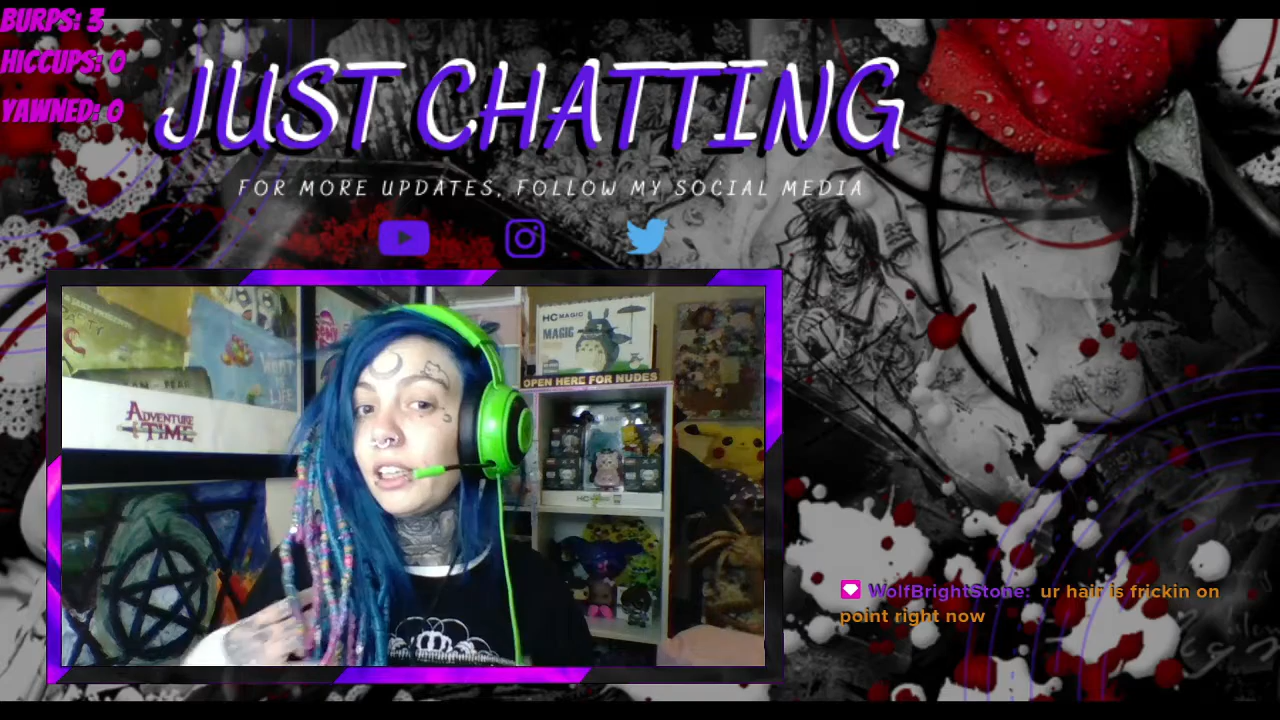 BURPS: 3
HICCUPS: 0
YAWNED: 0
JUST CHATTING
FOR MORE UPDATES, FOLLOW MY SOCIAL MEDIA
HC MAGIC
MAGIC
OPEN HERE FOR NUDES
ADVENTURE
TIME
WolfBrightStone: ur hair is frickin on
point right now